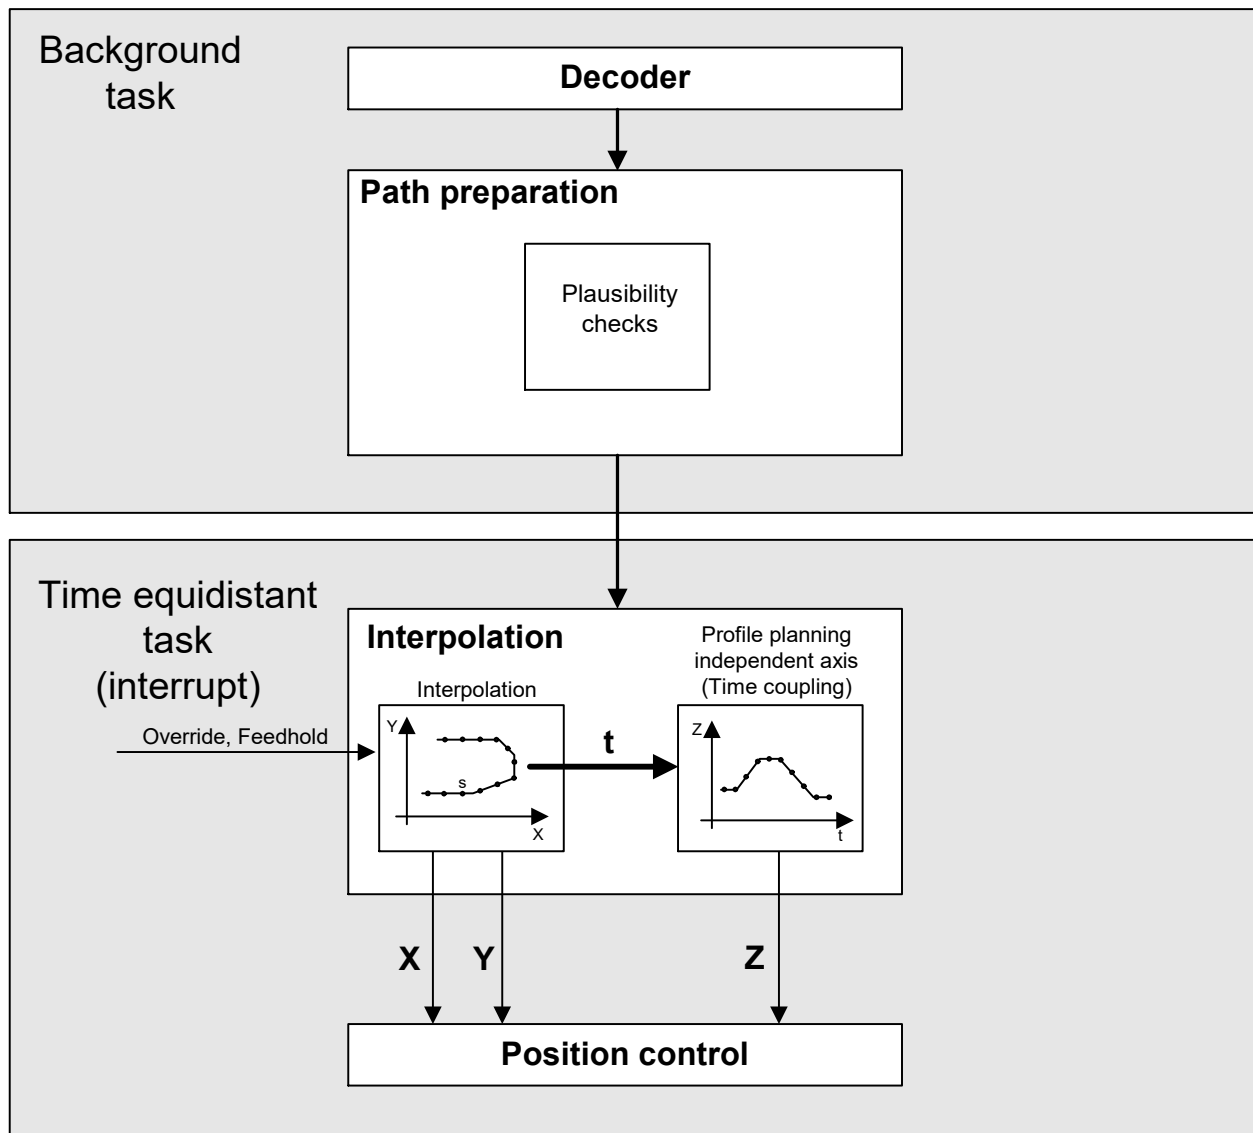 Background
task
Decoder
Path preparation
Plausibility
checks
Time equidistant
task
(interrupt)
Override, Feedhold
Interpolation
Interpolation
Y
s
X
t
Profile planning
independent axis
(Time coupling)
Z
t
X
Y
Z
Position control